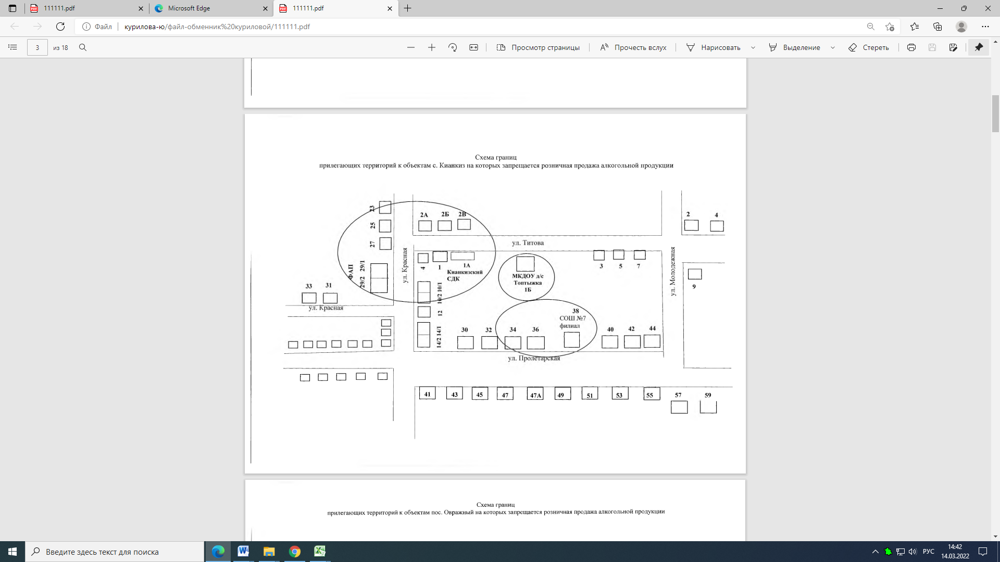 111111.pdf
Microsoft Edge
111111.pdf
Файл
курилова-ю/файл-обменник%20куриловой/111111.pdf
3
из 18
Просмотр страницы
Прочесть вслух
Нарисовать
Выделение
Стереть
Схема границ
прилегающих территорий к объектам с. Кианкиз на которых запрещается розничная продажа алкогольной продукции
23
25
27
ФАП
29/2 29/1
2А
2Б
2В
2
4
ул. Титова
ул. Красная
4
1
1А
Кианкизский
СДК
МКДОУ д/с
Топтыжка
1Б
3
5
7
ул. Молодежная
9
33
31
ул. Красная
10/2 10/1
12
14/2 14/1
30
32
34
36
38
СОШ №7
филиал
40
42
44
ул. Пролетарская
41
43
45
47
47А
49
51
53
55
57
59
Схема границ
прилегающих территорий к объектам пос. Овражный на которых запрещается розничная продажа алкогольной продукции
Введите здесь текст для поиска
РУС
14:42
14.03.2022